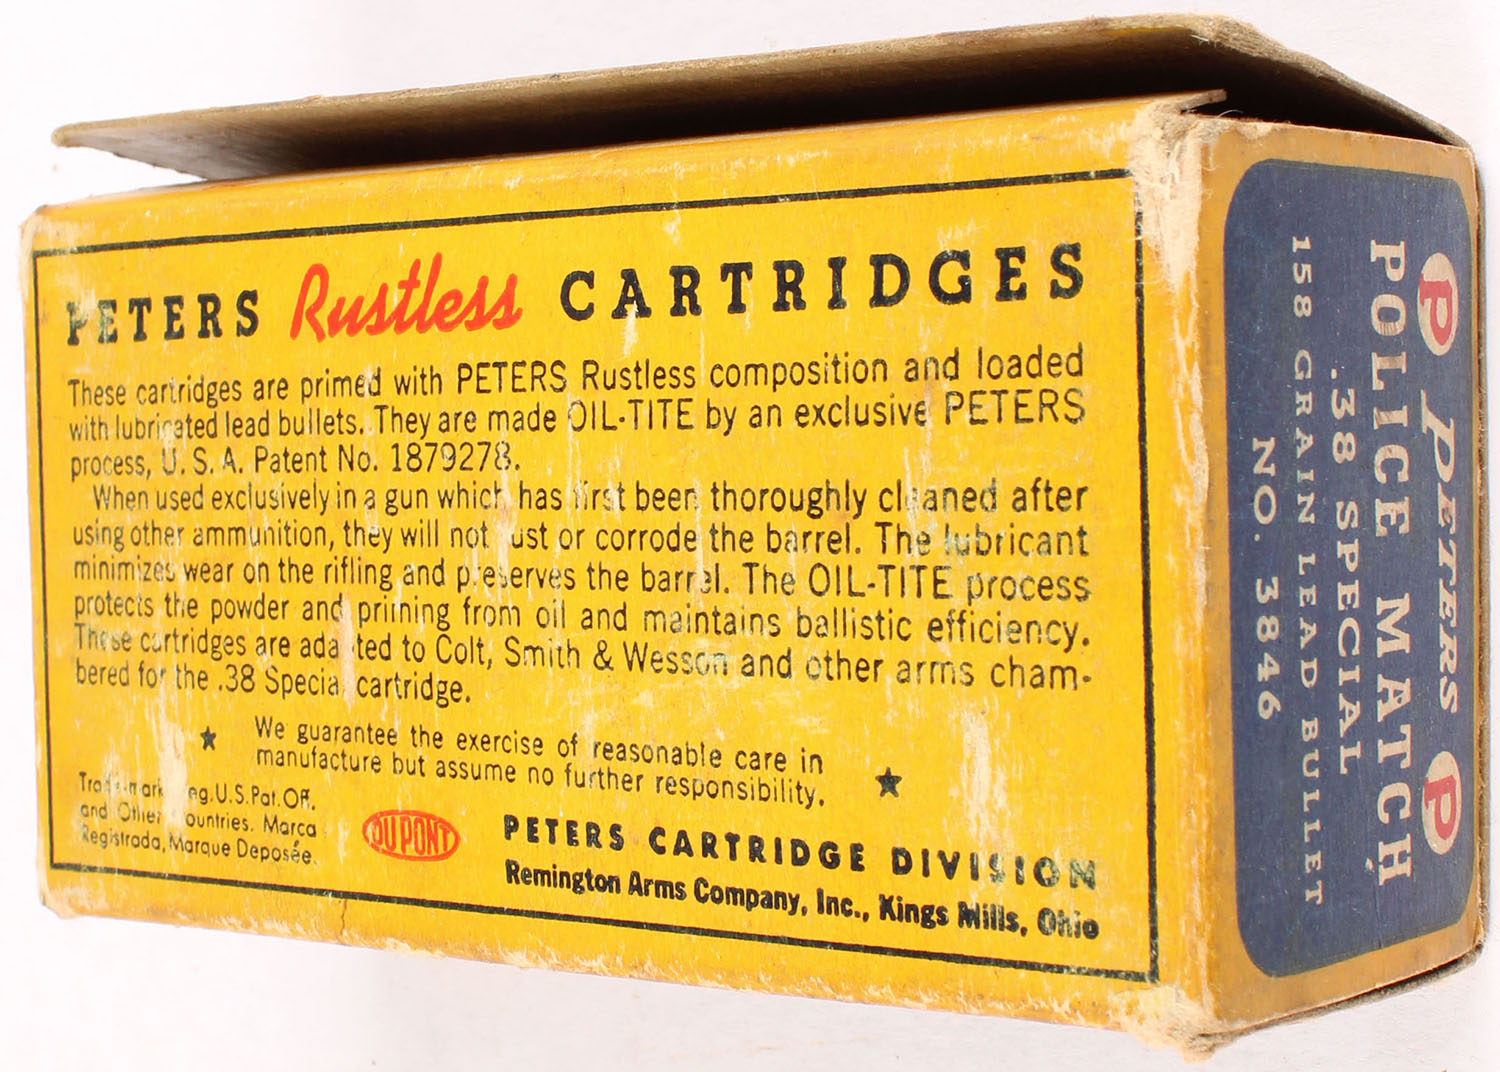 PETERS Rustless CARTRIDGES
These cartridges are primed with PETERS Rustless composition and loaded
with lubricated lead bullets. They are made OIL-TITE by an exclusive PETERS
process, U. S. A. Patent No. 1879278.
When used exclusively in a gun which has first been thoroughly cleaned after
using other ammunition, they will not rust or corrode the barrel. The lubricant
minimizes wear on the rifling and preserves the barrel. The OIL-TITE process
protects the powder and priming from oil and maintains ballistic efficiency.
These cartridges are adapted to Colt, Smith & Wesson and other arms cham-
bered for the .38 Special cartridge.
★ We guarantee the exercise of reasonable care in
manufacture but assume no further responsibility. ★
Trade-mark Reg. U.S. Pat. Off.
and Other Countries. Marca
Registrada, Marque Deposée.
DU PONT
PETERS CARTRIDGE DIVISION
Remington Arms Company, Inc., Kings Mills, Ohio
P PETERS P
POLICE MATCH
.38 SPECIAL
158 GRAIN LEAD BULLET
NO. 3846